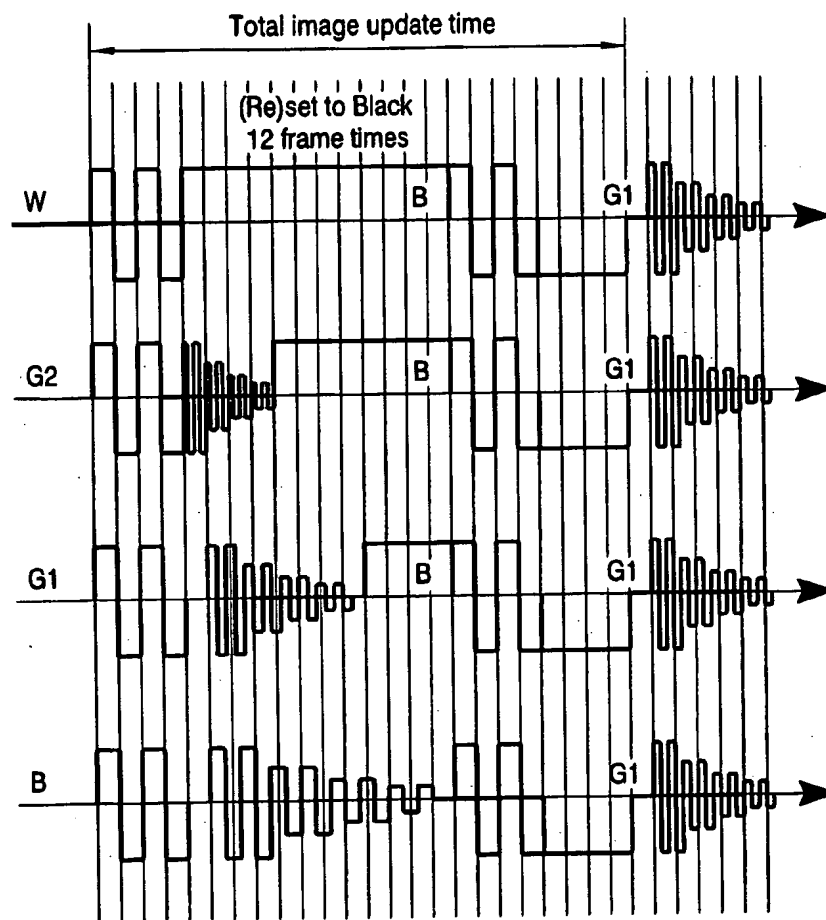 Total image update time
(Re)set to Black
12 frame times
W
B
G1
G2
B
G1
G1
B
G1
B
G1